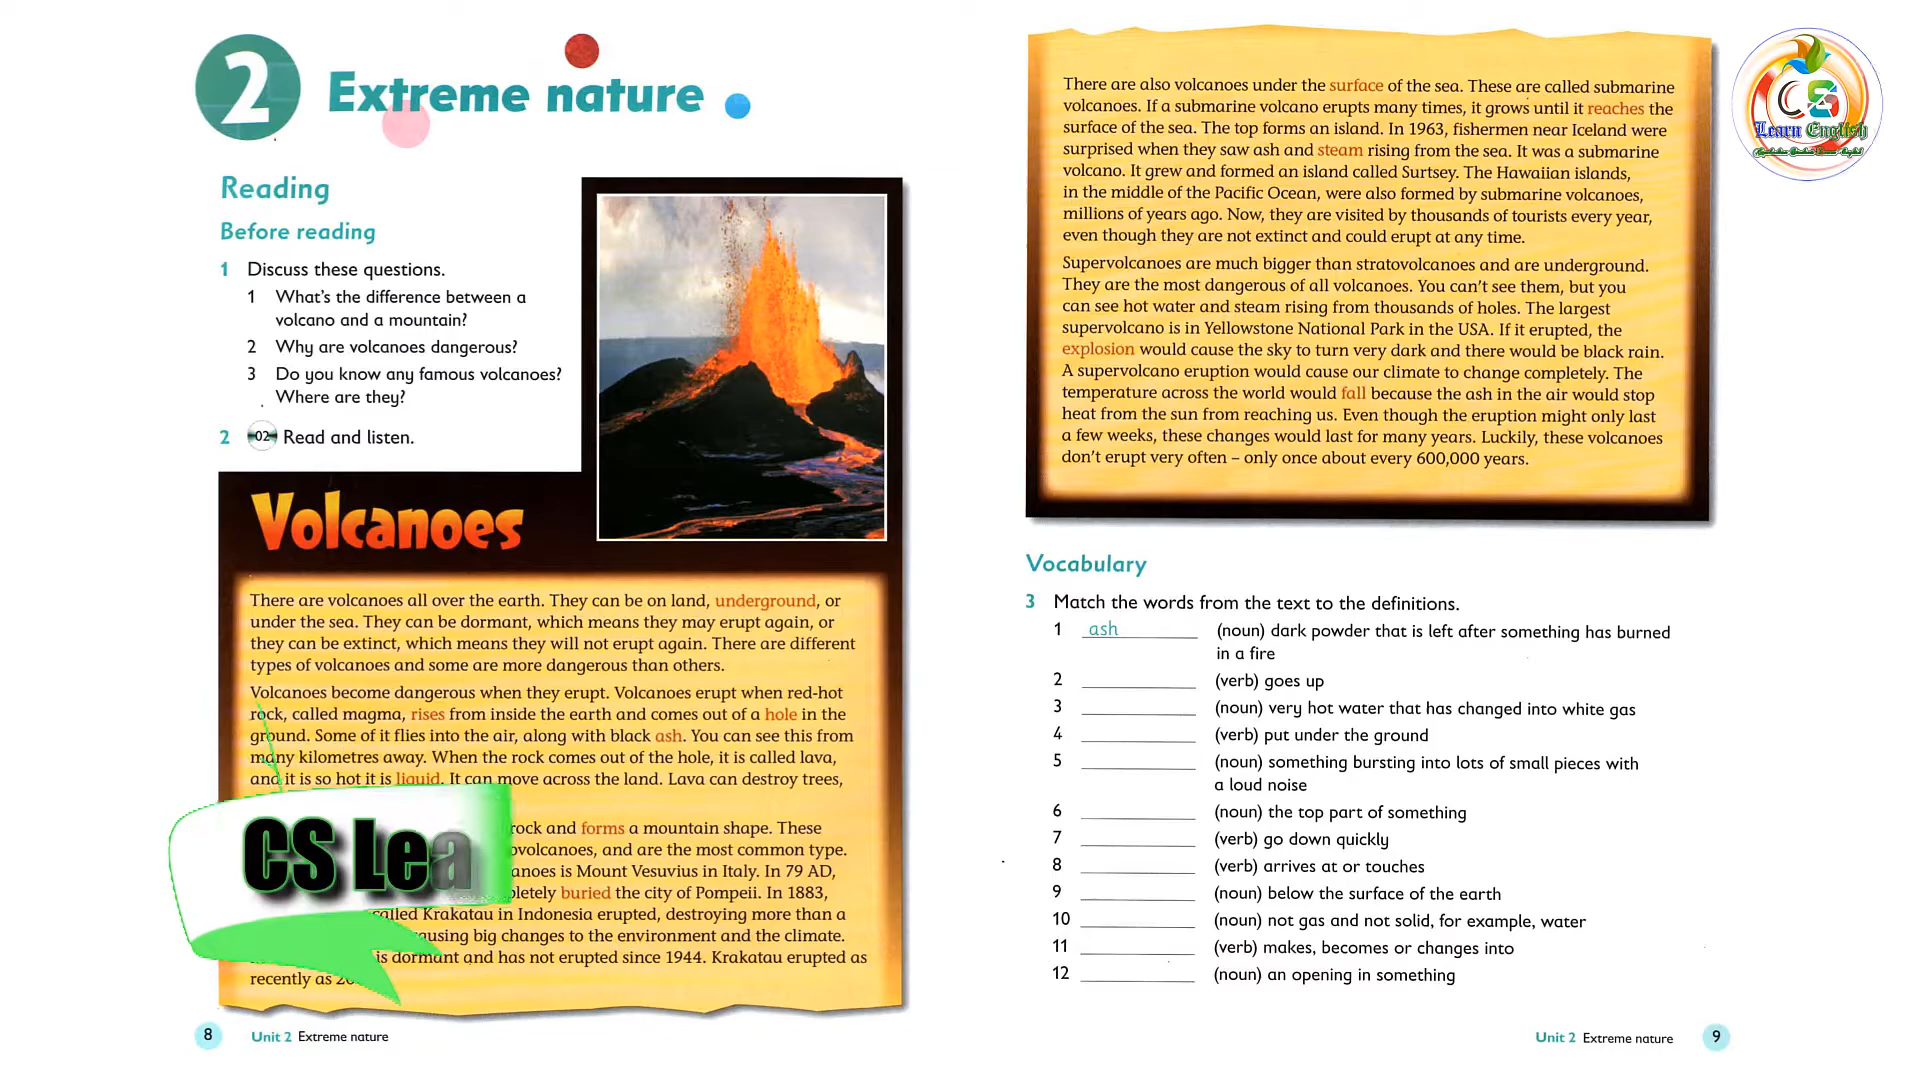 2 Extreme nature
Reading
Before reading
1 Discuss these questions.
1 What's the difference between a
volcano and a mountain?
2 Why are volcanoes dangerous?
3 Do you know any famous volcanoes?
Where are they?
2 02 Read and listen.
Volcanoes
There are volcanoes all over the earth. They can be on land, underground, or
under the sea. They can be dormant, which means they may erupt again, or
they can be extinct, which means they will not erupt again. There are different
types of volcanoes and some are more dangerous than others.
Volcanoes become dangerous when they erupt. Volcanoes erupt when red-hot
rock, called magma, rises from inside the earth and comes out of a hole in the
ground. Some of it flies into the air, along with black ash. You can see this from
many kilometres away. When the rock comes out of the hole, it is called lava,
and it is so hot it is liquid. It can move across the land. Lava can destroy trees,
rock and forms a mountain shape. These
volcanoes, and are the most common type.
is Mount Vesuvius in Italy. In 79 AD,
buried the city of Pompeii. In 1883,
called Krakatau in Indonesia erupted, destroying more than a
causing big changes to the environment and the climate.
is dormant and has not erupted since 1944. Krakatau erupted as
recently as
CS Lea
8 Unit 2 Extreme nature
There are also volcanoes under the surface of the sea. These are called submarine
volcanoes. If a submarine volcano erupts many times, it grows until it reaches the
surface of the sea. The top forms an island. In 1963, fishermen near Iceland were
surprised when they saw ash and steam rising from the sea. It was a submarine
volcano. It grew and formed an island called Surtsey. The Hawaiian islands,
in the middle of the Pacific Ocean, were also formed by submarine volcanoes,
millions of years ago. Now, they are visited by thousands of tourists every year,
even though they are not extinct and could erupt at any time.
Supervolcanoes are much bigger than stratovolcanoes and are underground.
They are the most dangerous of all volcanoes. You can't see them, but you
can see hot water and steam rising from thousands of holes. The largest
supervolcano is in Yellowstone National Park in the USA. If it erupted, the
explosion would cause the sky to turn very dark and there would be black rain.
A supervolcano eruption would cause our climate to change completely. The
temperature across the world would fall because the ash in the air would stop
heat from the sun from reaching us. Even though the eruption might only last
a few weeks, these changes would last for many years. Luckily, these volcanoes
don't erupt very often – only once about every 600,000 years.
CS
Learn English
Vocabulary
3 Match the words from the text to the definitions.
1 ash (noun) dark powder that is left after something has burned
in a fire
2 (verb) goes up
3 (noun) very hot water that has changed into white gas
4 (verb) put under the ground
5 (noun) something bursting into lots of small pieces with
a loud noise
6 (noun) the top part of something
7 (verb) go down quickly
8 (verb) arrives at or touches
9 (noun) below the surface of the earth
10 (noun) not gas and not solid, for example, water
11 (verb) makes, becomes or changes into
12 (noun) an opening in something
Unit 2 Extreme nature 9